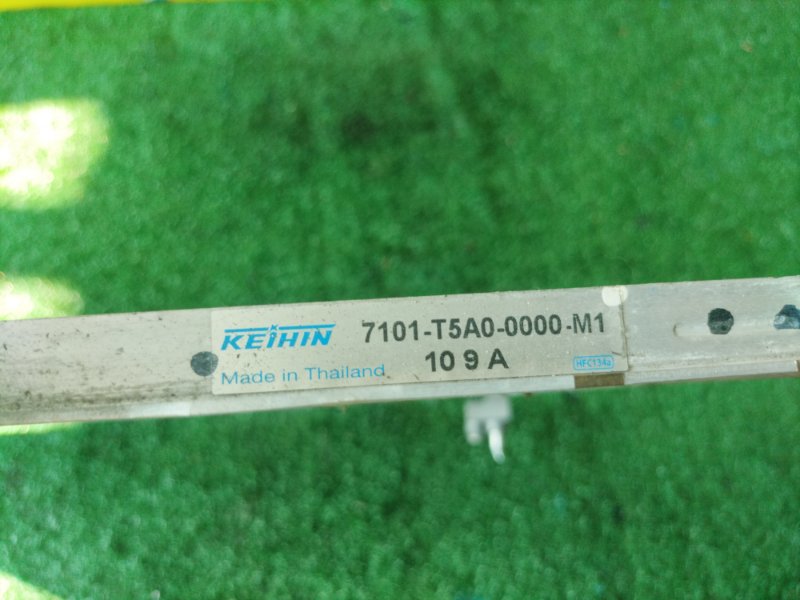 KEIHIN 7101-T5A0-0000-M1
10 9 A
Made in Thailand
HFC134a